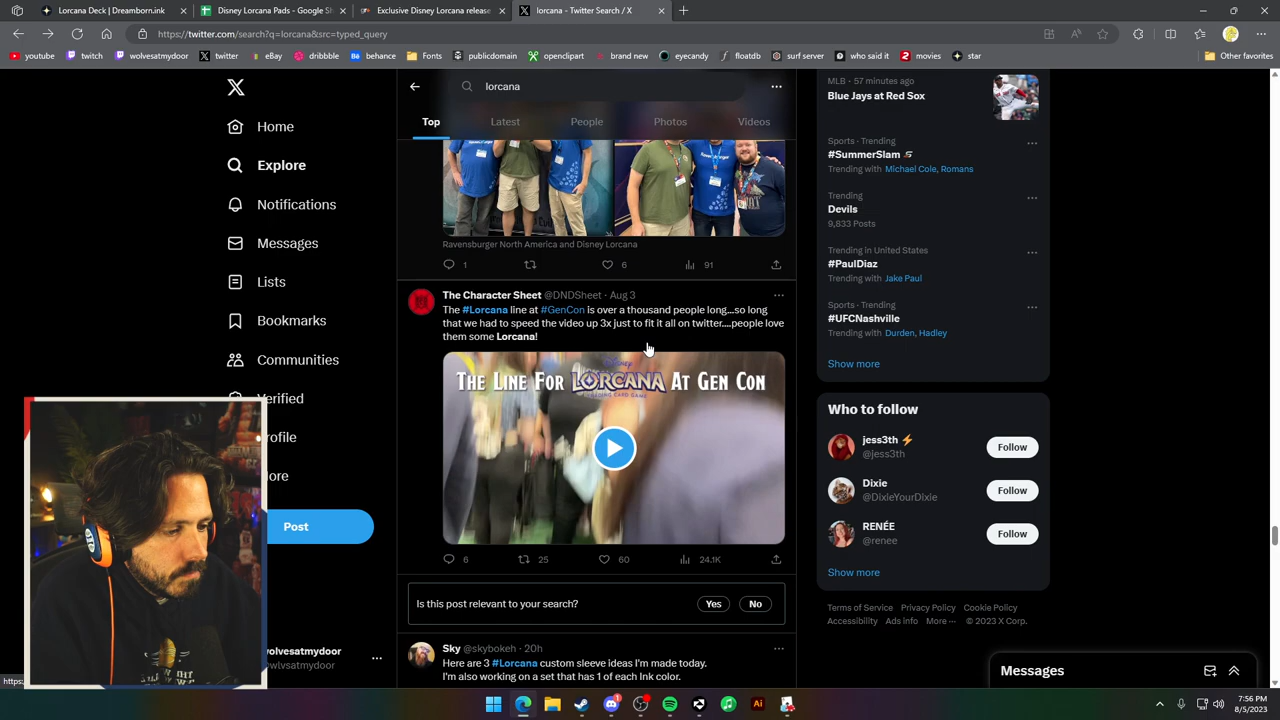 Lorcana Deck | Dreamborn.ink
Disney Lorcana Pads - Google Sh
Exclusive Disney Lorcana release
lorcana - Twitter Search / X
https://twitter.com/search?q=lorcana&src=typed_query
youtube
twitch
wolvesatmydoor
twitter
eBay
dribbble
behance
Fonts
publicdomain
openclipart
brand new
eyecandy
floatdb
surf server
who said it
movies
star
Other favorites
lorcana
Top
Latest
People
Photos
Videos
Home
Explore
Notifications
Messages
Lists
Bookmarks
Communities
Verified
rofile
ore
Post
wolvesatmydoor
wlvsatmydoor
https:
Ravensburger North America and Disney Lorcana
1
6
91
The Character Sheet @DNDSheet · Aug 3
The #Lorcana line at #GenCon is over a thousand people long...so long
that we had to speed the video up 3x just to fit it all on twitter....people love
them some Lorcana!
THE LINE FOR DISNEY LORCANA AT GEN CON
TRADING CARD GAME
6
25
60
24.1K
Is this post relevant to your search?
Yes
No
Sky @skybokeh · 20h
Here are 3 #Lorcana custom sleeve ideas I'm made today.
I'm also working on a set that has 1 of each Ink color.
MLB · 57 minutes ago
Blue Jays at Red Sox
Sports · Trending
#SummerSlam
Trending with Michael Cole, Romans
Trending
Devils
9,833 Posts
Trending in United States
#PaulDiaz
Trending with Jake Paul
Sports · Trending
#UFCNashville
Trending with Durden, Hadley
Show more
Who to follow
jess3th
@jess3th
Follow
Dixie
@DixieYourDixie
Follow
RENÉE
@renee
Follow
Show more
Terms of Service Privacy Policy Cookie Policy
Accessibility Ads info More ··· © 2023 X Corp.
Messages
1
Ai
7:56 PM
8/5/2023